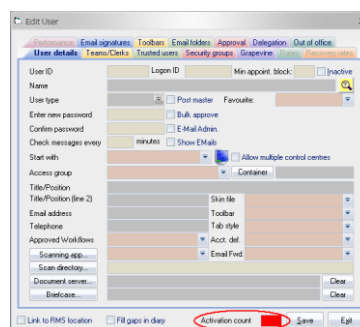 Edit User
Performance Email signatures Toolbars Email folders Approval Delegation Out of office
User details Teams/Clerks Trusted users Security groups Grapevine Rates Recovery rates
User ID Logon ID Min appoint. block: Inactive
Name
User type Post master Favourite:
Enter new password Bulk approve
Confirm password E-Mail Admin.
Check messages every minutes Show EMails
Start with Allow multiple control centres
Access group Container
Title/Position
Title/Position (line 2) Skin file
Email address Toolbar
Telephone Tab style
Approved Workflows Acct. def.
Scanning app... Email Fwd.
Scan directory...
Document server... Clear
Briefcase... Clear
Link to RMS location Fill gaps in diary Activation count Save Exit